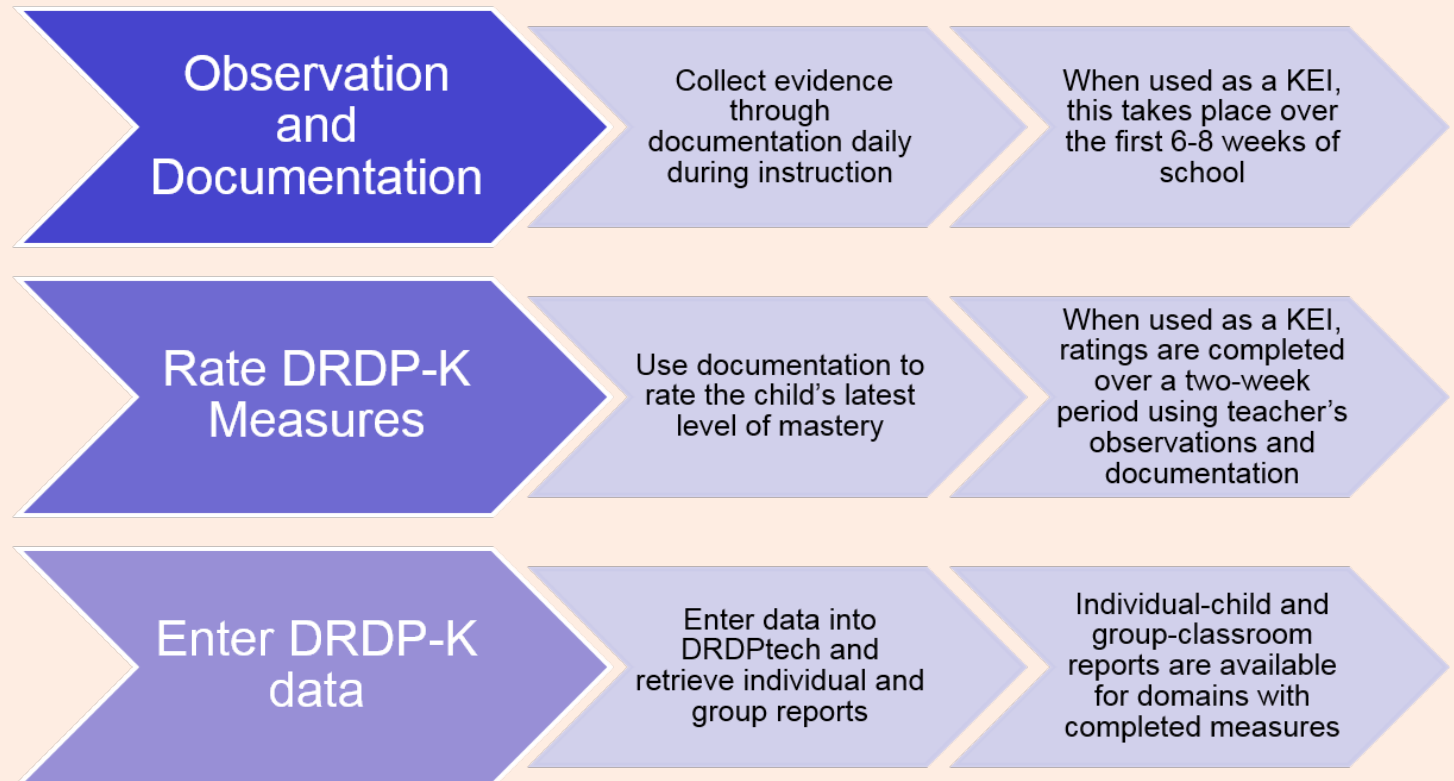 Observation
and
Documentation
Collect evidence
through
documentation daily
during instruction
When used as a KEI,
this takes place over
the first 6-8 weeks of
school
Rate DRDP-K
Measures
Use documentation to
rate the child’s latest
level of mastery
When used as a KEI,
ratings are completed
over a two-week
period using teacher’s
observations and
documentation
Enter DRDP-K
data
Enter data into
DRDPtech and
retrieve individual and
group reports
Individual-child and
group-classroom
reports are available
for domains with
completed measures